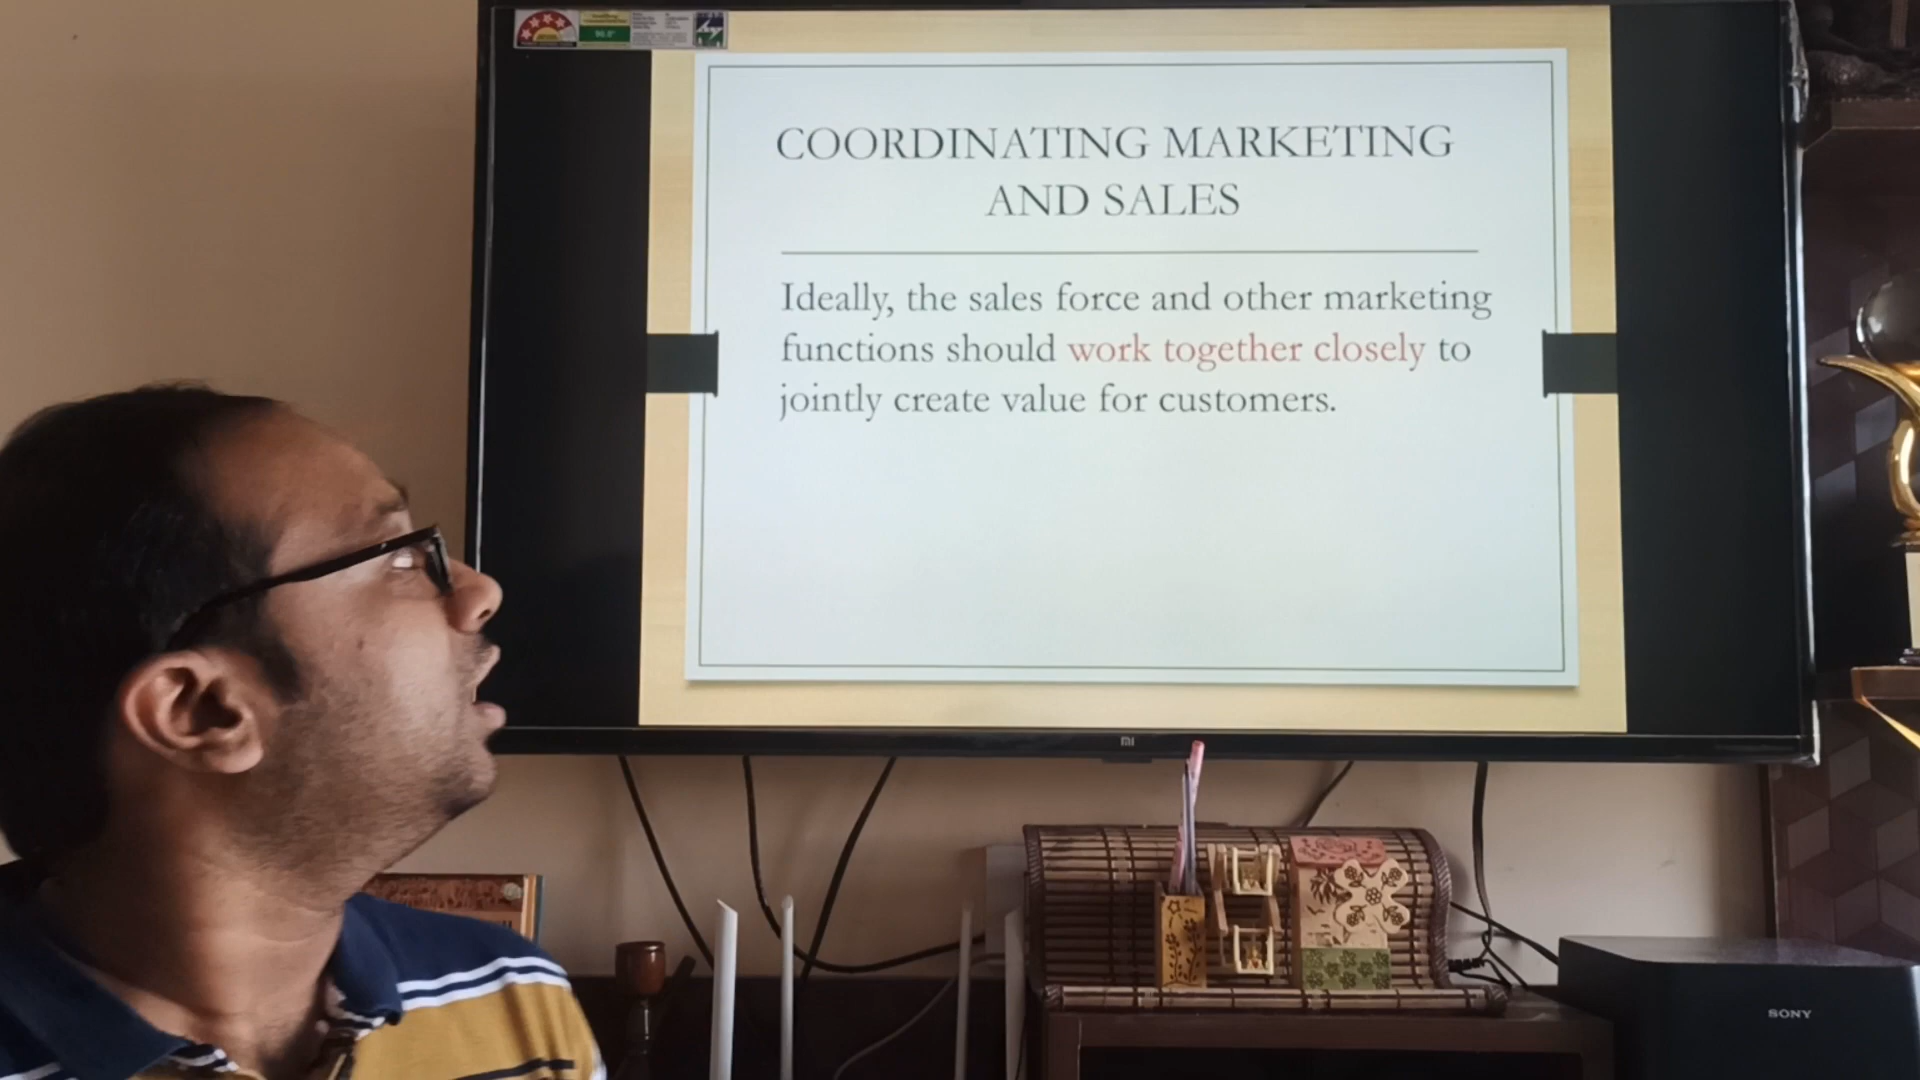 COORDINATING MARKETING
AND SALES
Ideally, the sales force and other marketing
functions should work together closely to
jointly create value for customers.
mi
SONY